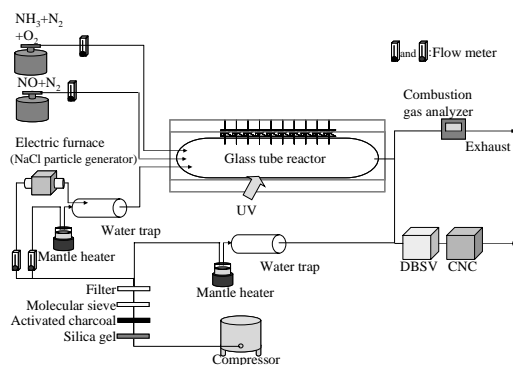 NH3+N2
+O2
NO+N2
and :Flow meter
Combustion
gas analyzer
Exhaust
Electric furnace
(NaCl particle generator)
Glass tube reactor
UV
Water trap
Mantle heater
Water trap
Mantle heater
DBSV CNC
Filter
Molecular sieve
Activated charcoal
Silica gel
Compressor